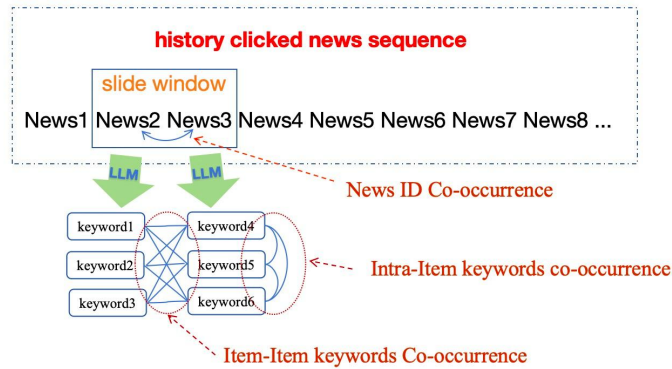 history clicked news sequence
slide window
News1 News2 News3 News4 News5 News6 News7 News8 ...
LLM LLM
News ID Co-occurrence
keyword1 keyword4
keyword2 keyword5
Intra-Item keywords co-occurrence
keyword3 keyword6
Item-Item keywords Co-occurrence